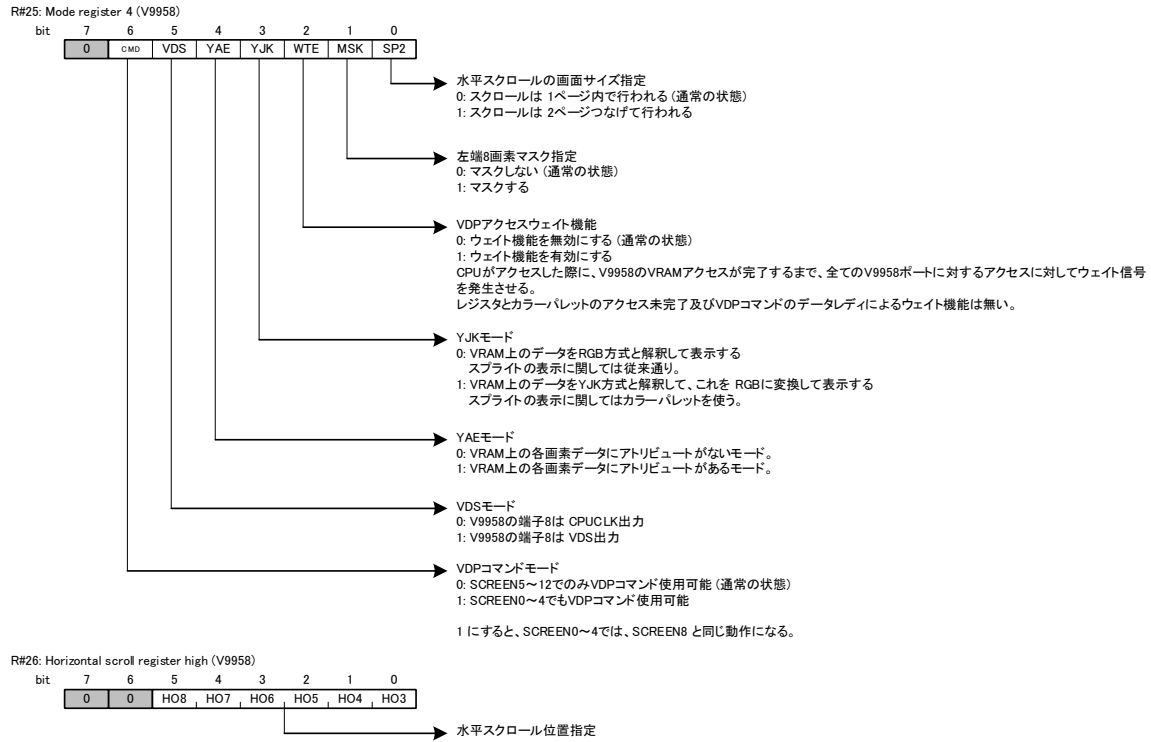 R#25: Mode register 4 (V9958)
bit 7 6 5 4 3 2 1 0
0 CMD VDS YAE YJK WTE MSK SP2
水平スクロールの画面サイズ指定
0: スクロールは 1ページ内で行われる (通常の状態)
1: スクロールは 2ページつなげて行われる
左端8画素マスク指定
0: マスクしない (通常の状態)
1: マスクする
VDPアクセスウェイト機能
0: ウェイト機能を無効にする (通常の状態)
1: ウェイト機能を有効にする
CPUがアクセスした際に、V9958のVRAMアクセスが完了するまで、全てのV9958ポートに対するアクセスに対してウェイト信号
を発生させる。
レジスタとカラーパレットのアクセス未完了及びVDPコマンドのデータレディによるウェイト機能は無い。
YJKモード
0: VRAM上のデータをRGB方式と解釈して表示する
スプライトの表示に関しては従来通り。
1: VRAM上のデータをYJK方式と解釈して、これを RGBに変換して表示する
スプライトの表示に関してはカラーパレットを使う。
YAEモード
0: VRAM上の各画素データにアトリビュートがないモード。
1: VRAM上の各画素データにアトリビュートがあるモード。
VDSモード
0: V9958の端子8は CPUCLK出力
1: V9958の端子8は VDS出力
VDPコマンドモード
0: SCREEN5～12でのみVDPコマンド使用可能 (通常の状態)
1: SCREEN0～4でもVDPコマンド使用可能
1 にすると、SCREEN0～4では、SCREEN8 と同じ動作になる。
R#26: Horizontal scroll register high (V9958)
bit 7 6 5 4 3 2 1 0
0 0 HO8 HO7 HO6 HO5 HO4 HO3
水平スクロール位置指定